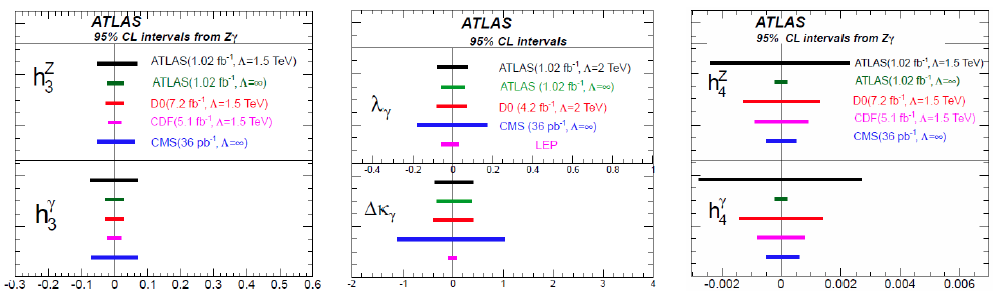 ATLAS
95% CL intervals from Zγ
h₃ᶻ
ATLAS(1.02 fb⁻¹, Λ=1.5 TeV)
ATLAS(1.02 fb⁻¹, Λ=∞)
D0(7.2 fb⁻¹, Λ=1.5 TeV)
CDF(5.1 fb⁻¹, Λ=1.5 TeV)
CMS(36 pb⁻¹, Λ=∞)
h₃ᵞ
-0.3 -0.2 -0.1 0 0.1 0.2 0.3 0.4 0.5 0.6
ATLAS
95% CL intervals
λᵧ
ATLAS(1.02 fb⁻¹, Λ=2 TeV)
ATLAS (1.02 fb⁻¹, Λ=∞)
D0 (4.2 fb⁻¹, Λ=2 TeV)
CMS (36 pb⁻¹, Λ=∞)
LEP
-0.4 -0.2 0 0.2 0.4 0.6 0.8 1
Δκᵧ
-2 -1 0 1 2 3 4
ATLAS
95% CL intervals from Zγ
h₄ᶻ
ATLAS(1.02 fb⁻¹, Λ=1.5 TeV)
ATLAS(1.02 fb⁻¹, Λ=∞)
D0(7.2 fb⁻¹, Λ=1.5 TeV)
CDF(5.1 fb⁻¹, Λ=1.5 TeV)
CMS(36 pb⁻¹, Λ=∞)
h₄ᵞ
-0.002 0 0.002 0.004 0.006